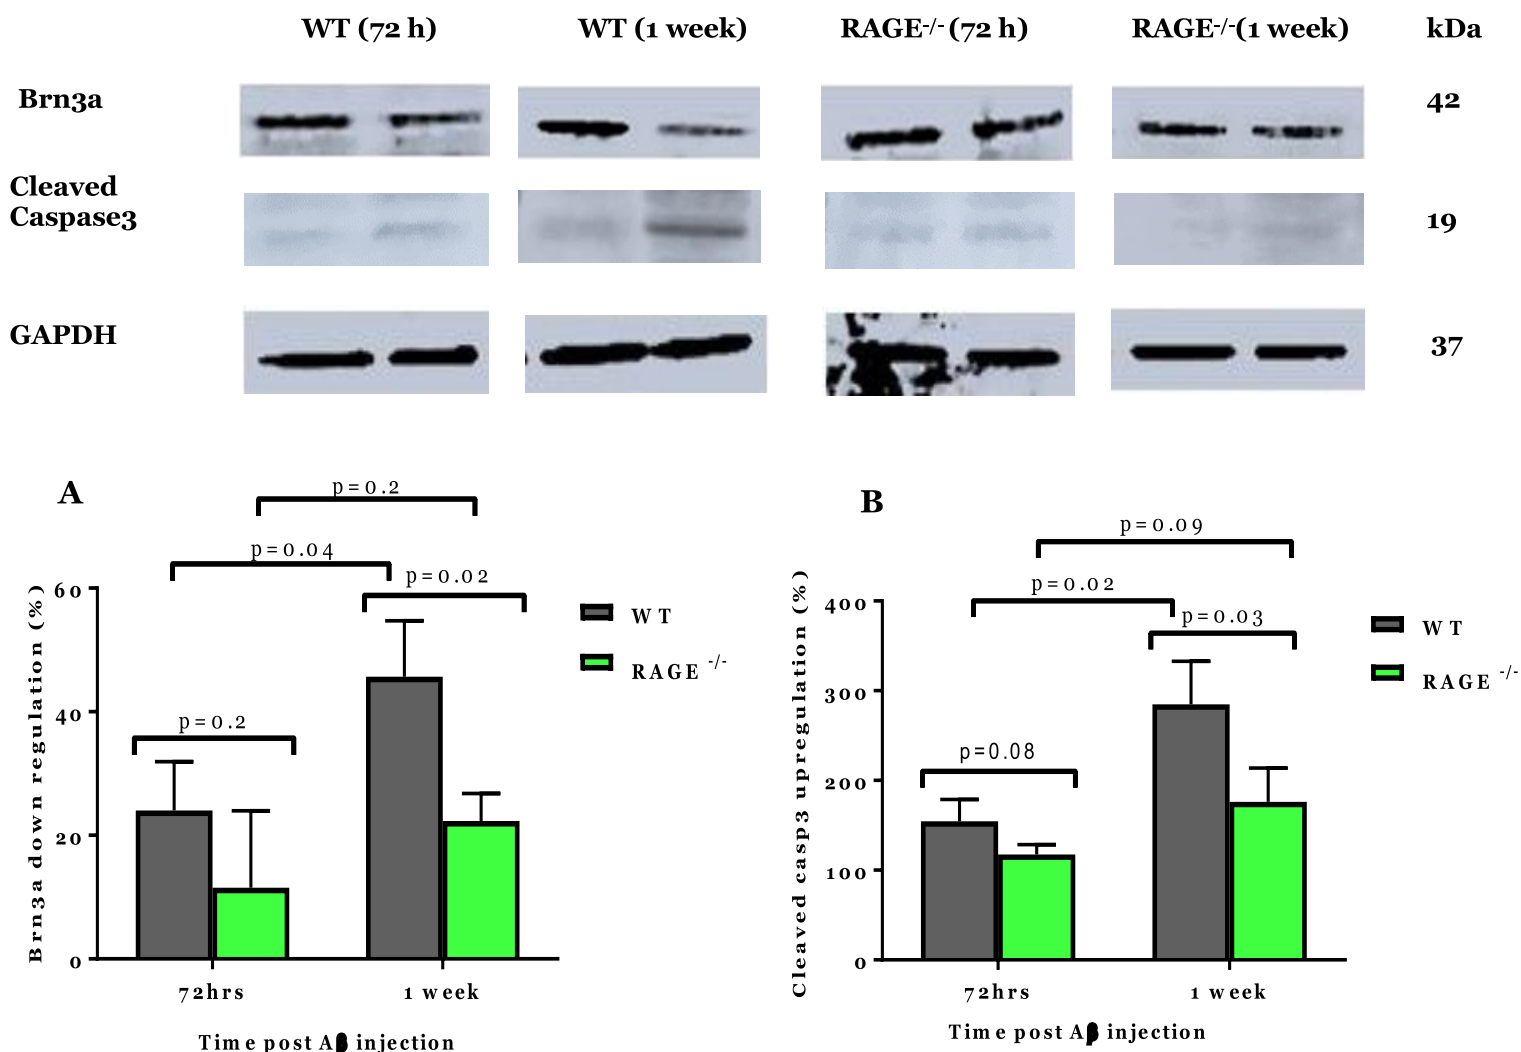 WT (72 h) WT (1 week) RAGE-/- (72 h) RAGE-/-(1 week) kDa
Brn3a 42
Cleaved
Caspase3 19
GAPDH 37
A
p=0.2
p=0.04
p=0.02
p=0.2
Brn3a down regulation (%)
60
40
20
0
72hrs 1 week
Time post Aβ injection
WT
RAGE -/-
B
p=0.09
p=0.02
p=0.03
p=0.08
Cleaved casp3 upregulation (%)
400
300
200
100
0
72hrs 1 week
Time post Aβ injection
WT
RAGE -/-